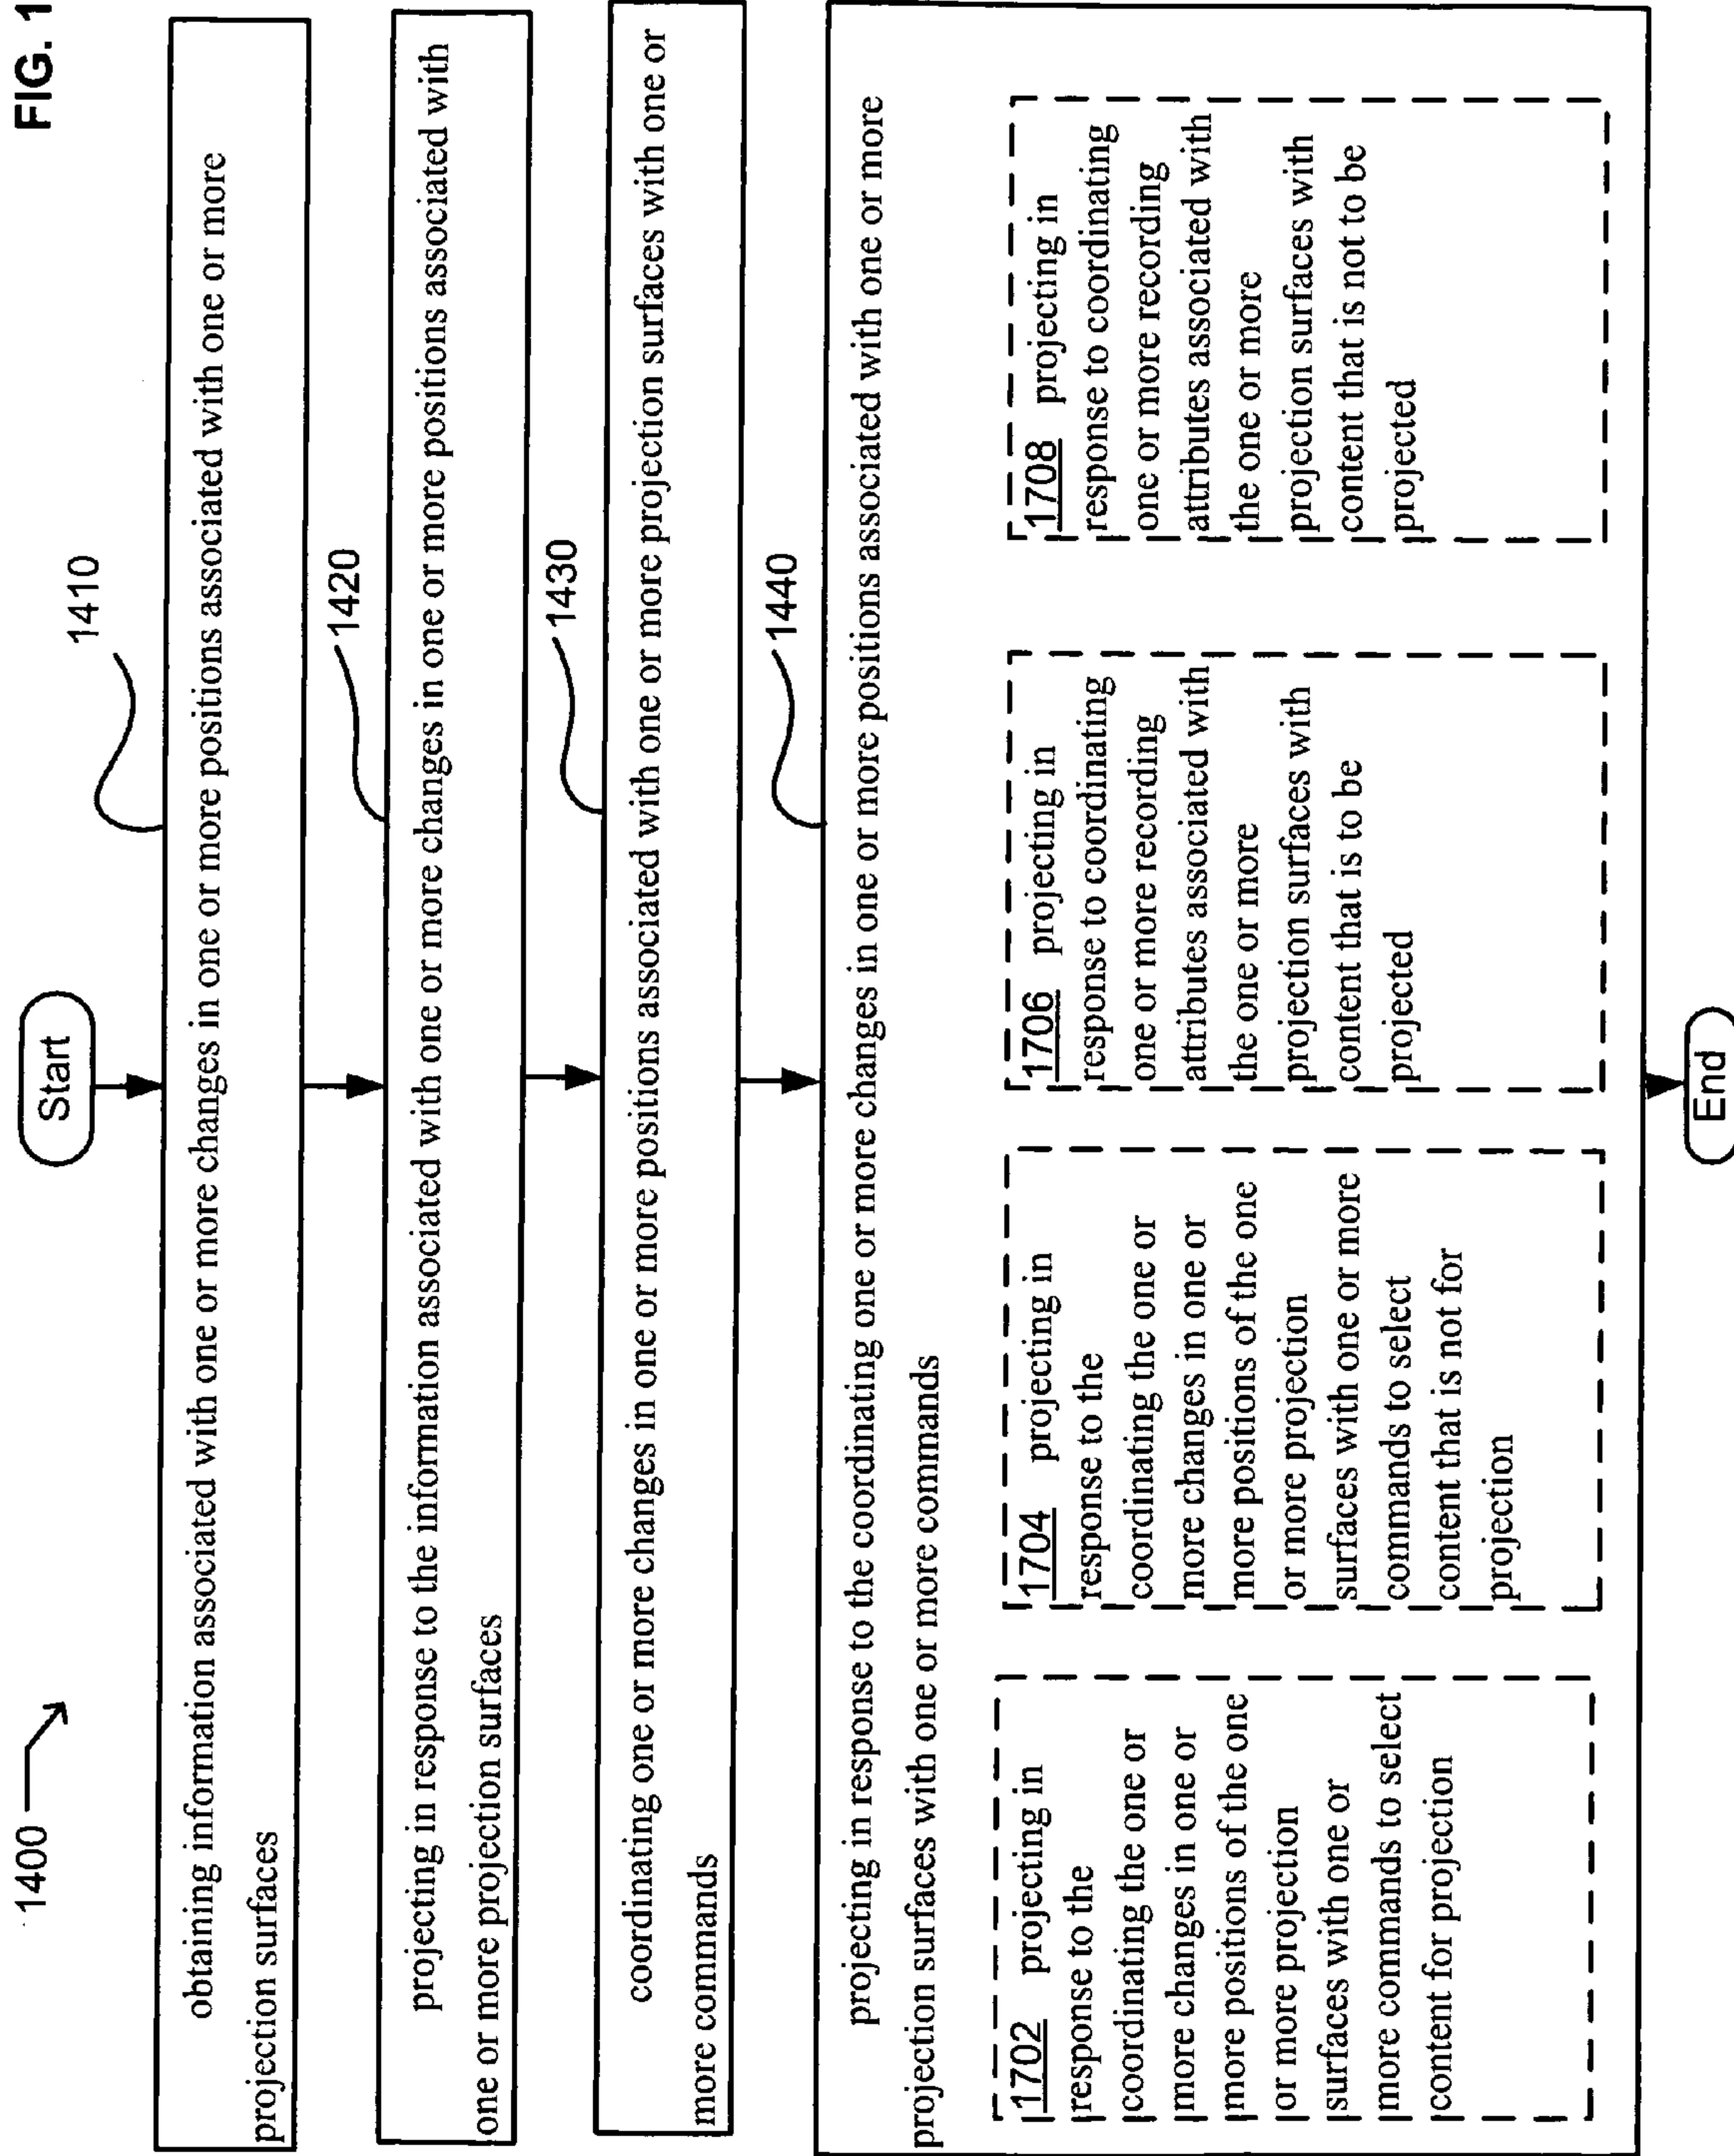 FIG. 1
1400
Start
1410
obtaining information associated with one or more changes in one or more positions associated with one or more
projection surfaces
1420
projecting in response to the information associated with one or more changes in one or more positions associated with
one or more projection surfaces
1430
coordinating one or more changes in one or more positions associated with one or more projection surfaces with one or
more commands
1440
projecting in response to the coordinating one or more changes in one or more positions associated with one or more
projection surfaces with one or more commands
1702 projecting in
response to the
coordinating the one or
more changes in one or
more positions of the one
or more projection
surfaces with one or
more commands to select
content for projection
1704 projecting in
response to the
coordinating the one or
more changes in one or
more positions of the one
or more projection
surfaces with one or more
commands to select
content that is not for
projection
1706 projecting in
response to coordinating
one or more recording
attributes associated with
the one or more
projection surfaces with
content that is to be
projected
1708 projecting in
response to coordinating
one or more recording
attributes associated with
the one or more
projection surfaces with
content that is not to be
projected
End